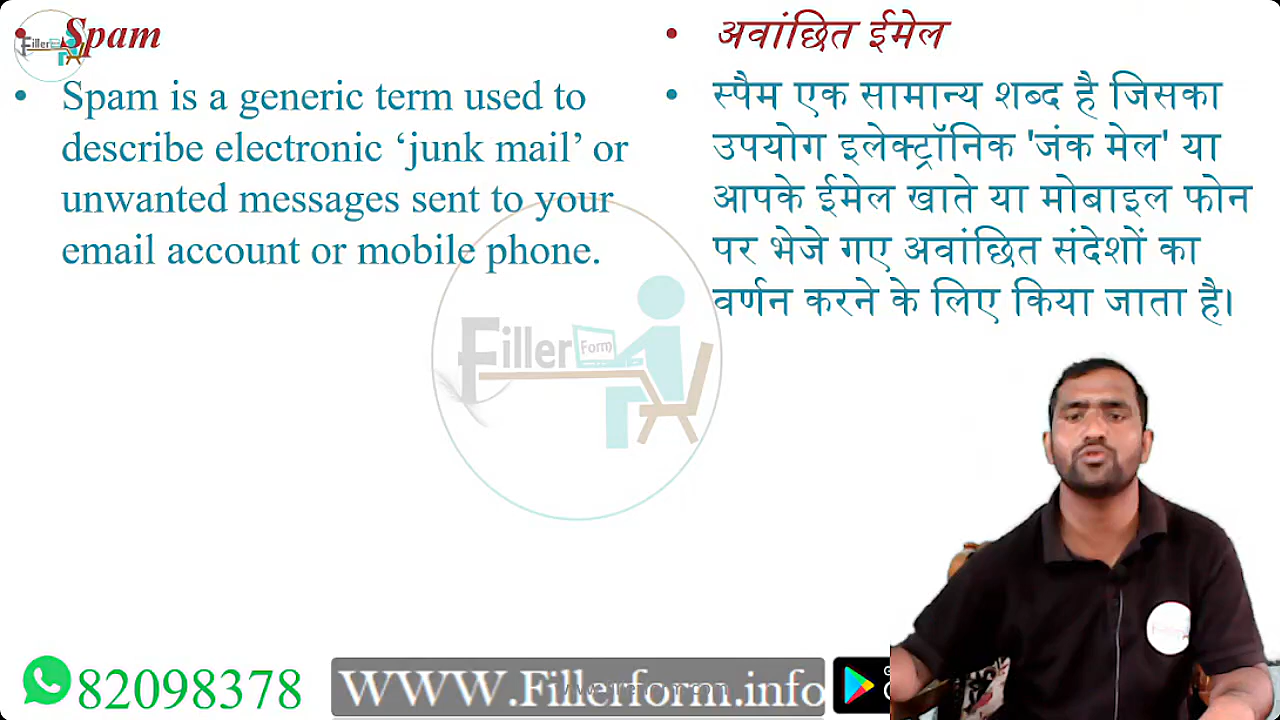 Spam
Spam is a generic term used to
describe electronic ‘junk mail’ or
unwanted messages sent to your
email account or mobile phone.
अवांछित ईमेल
स्पैम एक सामान्य शब्द है जिसका
उपयोग इलेक्ट्रॉनिक 'जंक मेल' या
आपके ईमेल खाते या मोबाइल फोन
पर भेजे गए अवांछित संदेशों का
वर्णन करने के लिए किया जाता है।
Filler Form
Filler
82098378
WWW.Fillerform.info